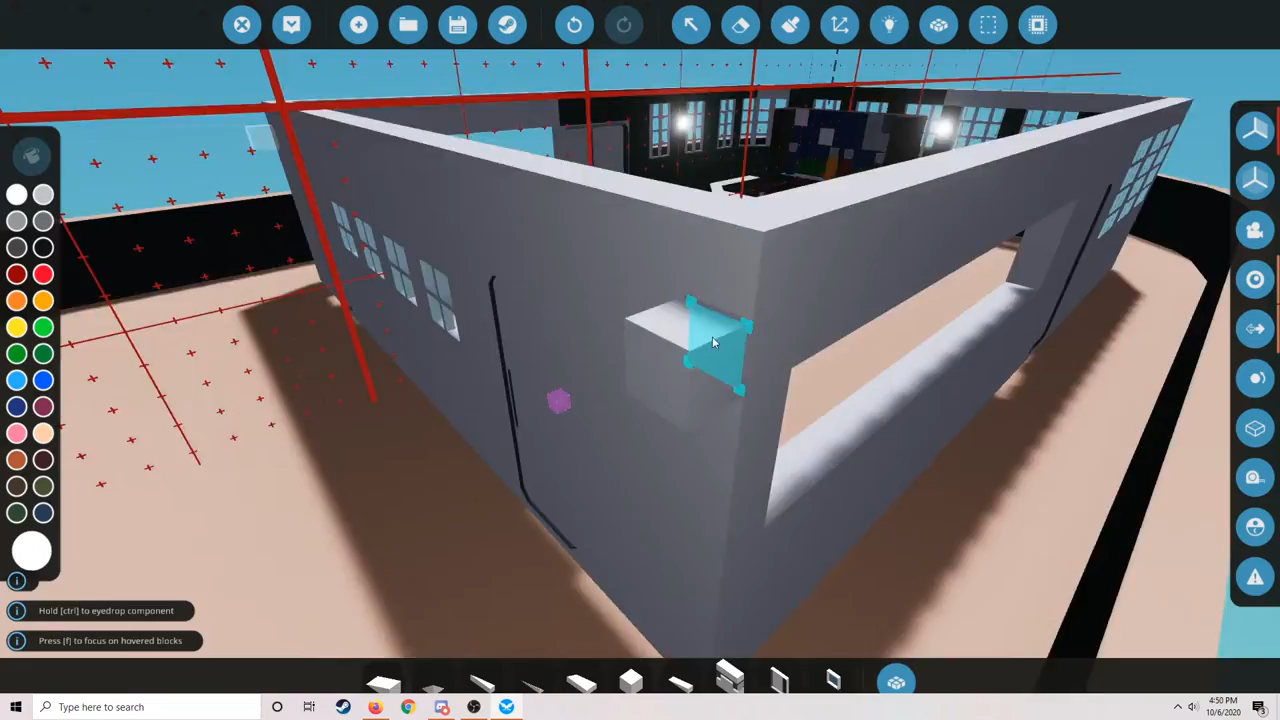 Hold [ctrl] to eyedrop component
Press [f] to focus on hovered blocks
Type here to search
4:50 PM
10/6/2020
3